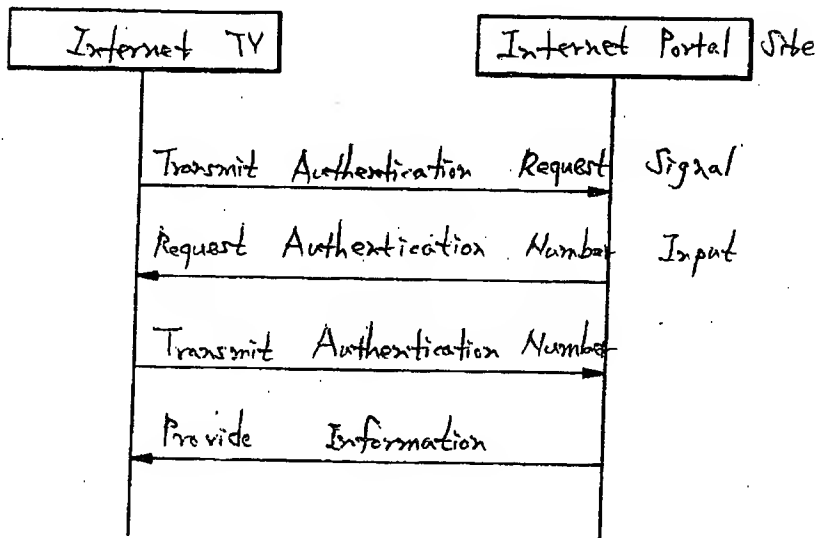 Internet TV
Internet Portal Site
Transmit Authentication Request Signal
Request Authentication Number Input
Transmit Authentication Number
Provide Information